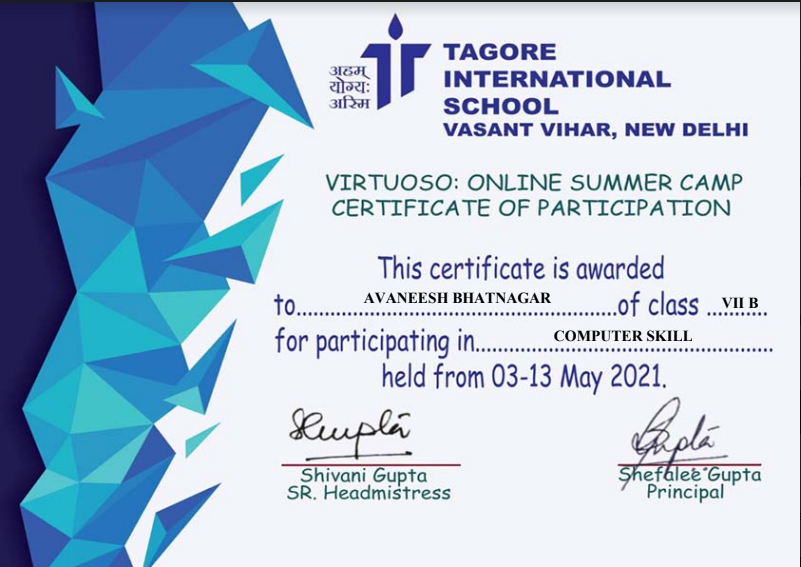 अहम्
योग्यः
अस्मि
TAGORE
INTERNATIONAL
SCHOOL
VASANT VIHAR, NEW DELHI
VIRTUOSO: ONLINE SUMMER CAMP
CERTIFICATE OF PARTICIPATION
This certificate is awarded
to AVANEESH BHATNAGAR of class VII B
for participating in COMPUTER SKILL
held from 03-13 May 2021.
SGupta Gupta
Shivani Gupta Shefalee Gupta
SR. Headmistress Principal